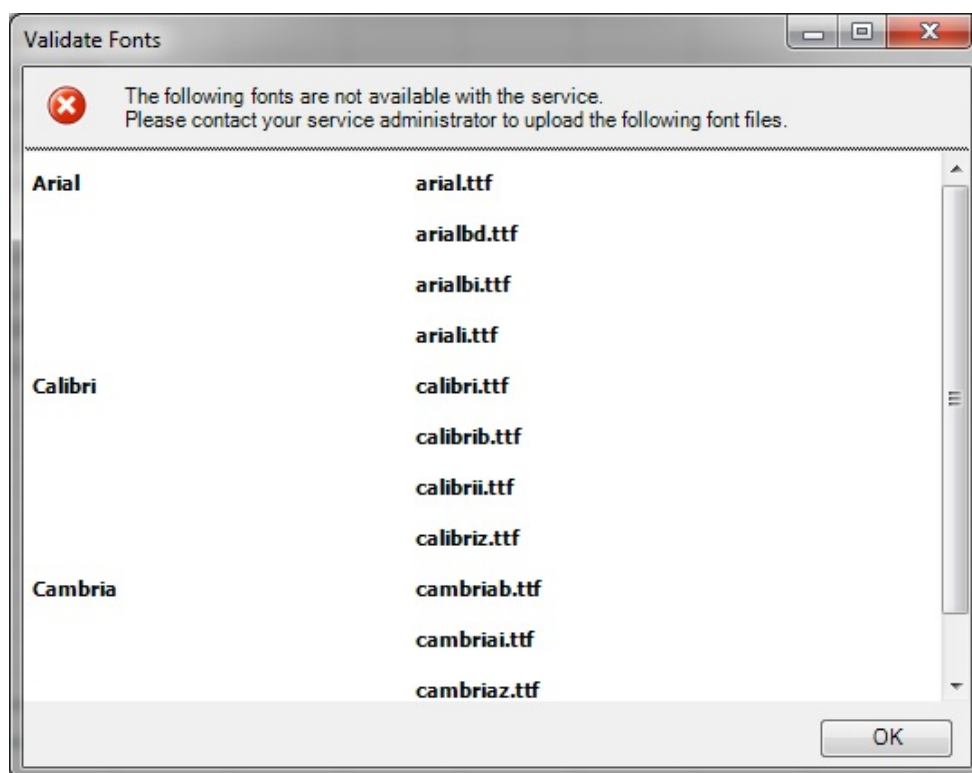 Validate Fonts
The following fonts are not available with the service.
Please contact your service administrator to upload the following font files.
Arial arial.ttf
arialbd.ttf
arialbi.ttf
ariali.ttf
Calibri calibri.ttf
calibrib.ttf
calibrii.ttf
calibriz.ttf
Cambria cambriab.ttf
cambriai.ttf
cambriaz.ttf
OK